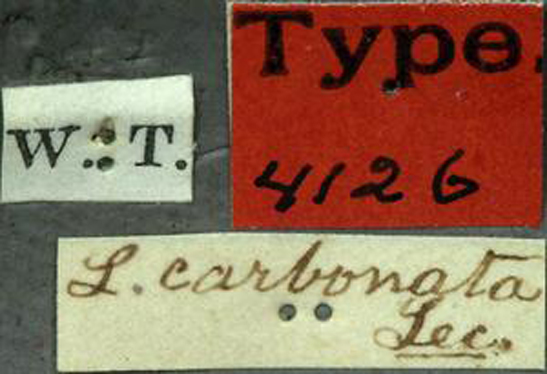 Type.
4126
W. T.
L. carbonata
Lec.